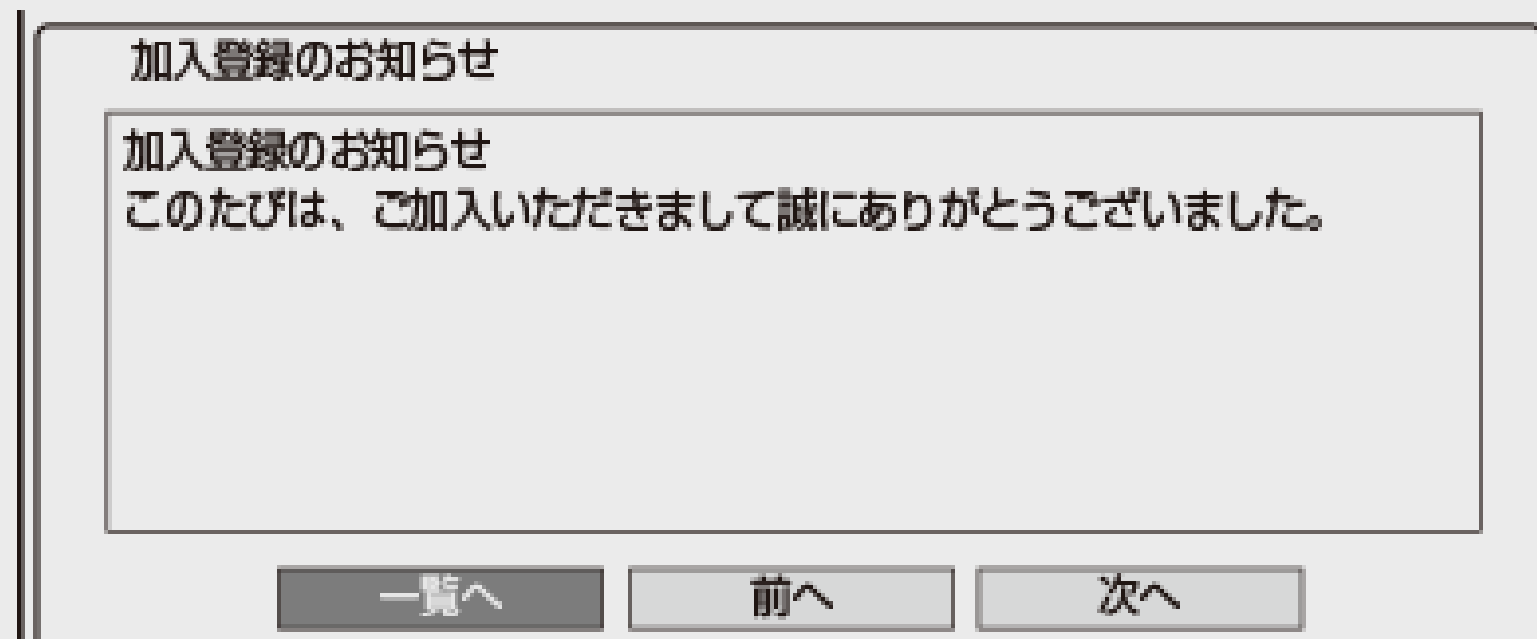 加入登録のお知らせ
加入登録のお知らせ
このたびは、ご加入いただきまして誠にありがとうございました。
一覧へ
前へ
次へ